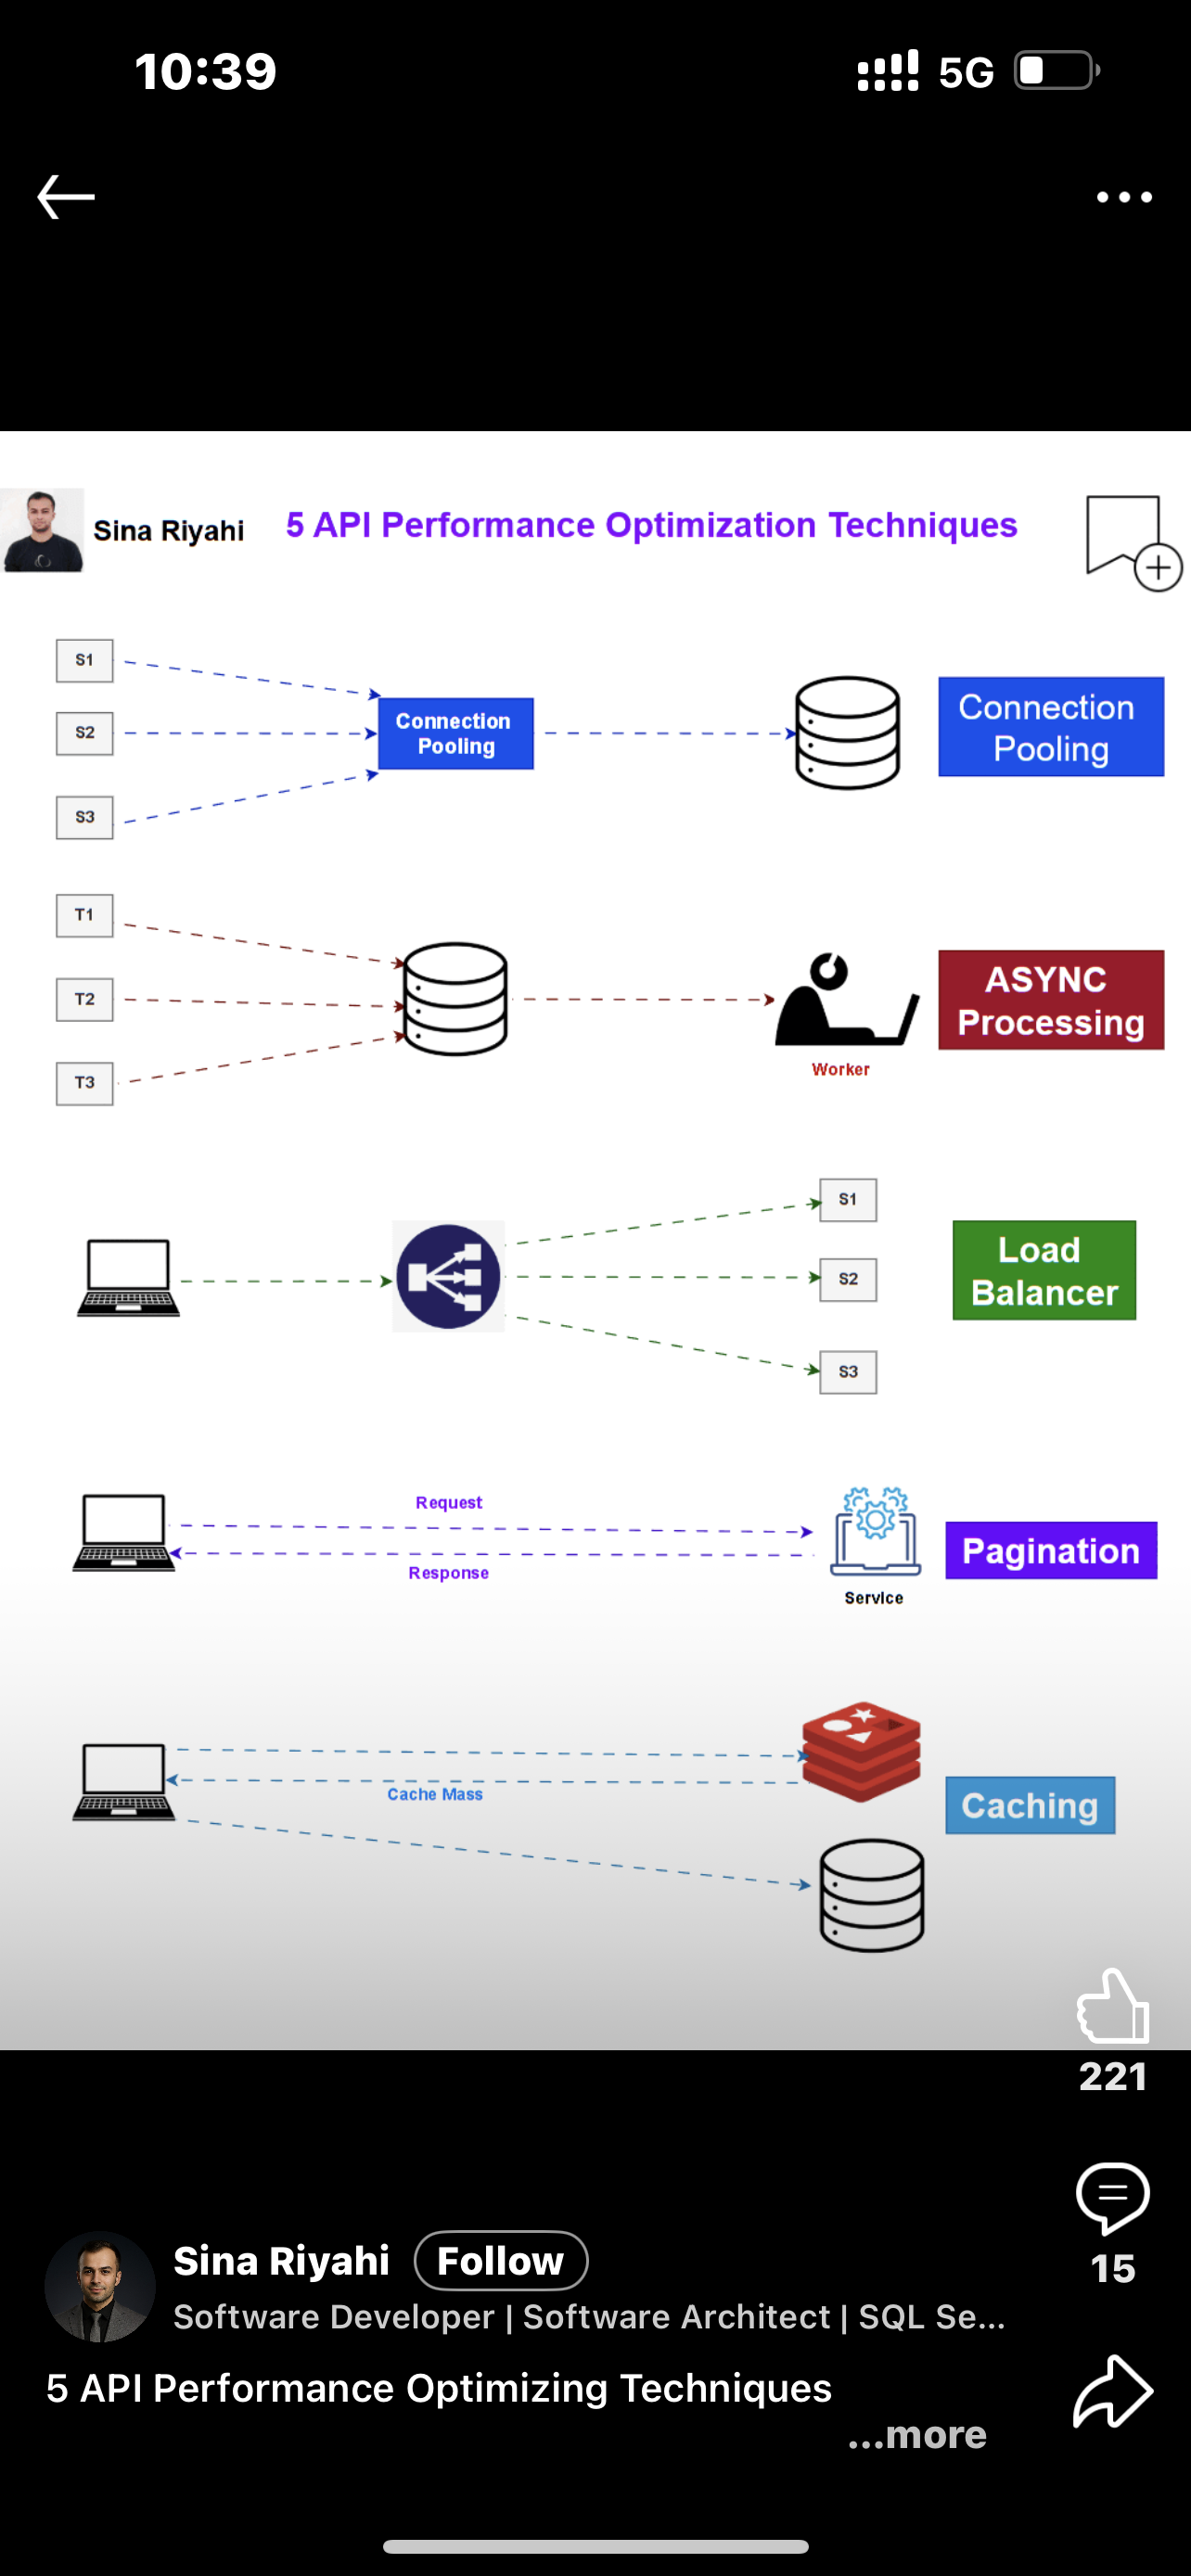 10:39
5G
Sina Riyahi
5 API Performance Optimization Techniques
S1
S2
S3
Connection
Pooling
Connection
Pooling
T1
T2
T3
Worker
ASYNC
Processing
S1
S2
S3
Load
Balancer
Request
Response
Service
Pagination
Cache Mass
Caching
221
15
Sina Riyahi
Follow
Software Developer | Software Architect | SQL Se...
5 API Performance Optimizing Techniques
...more